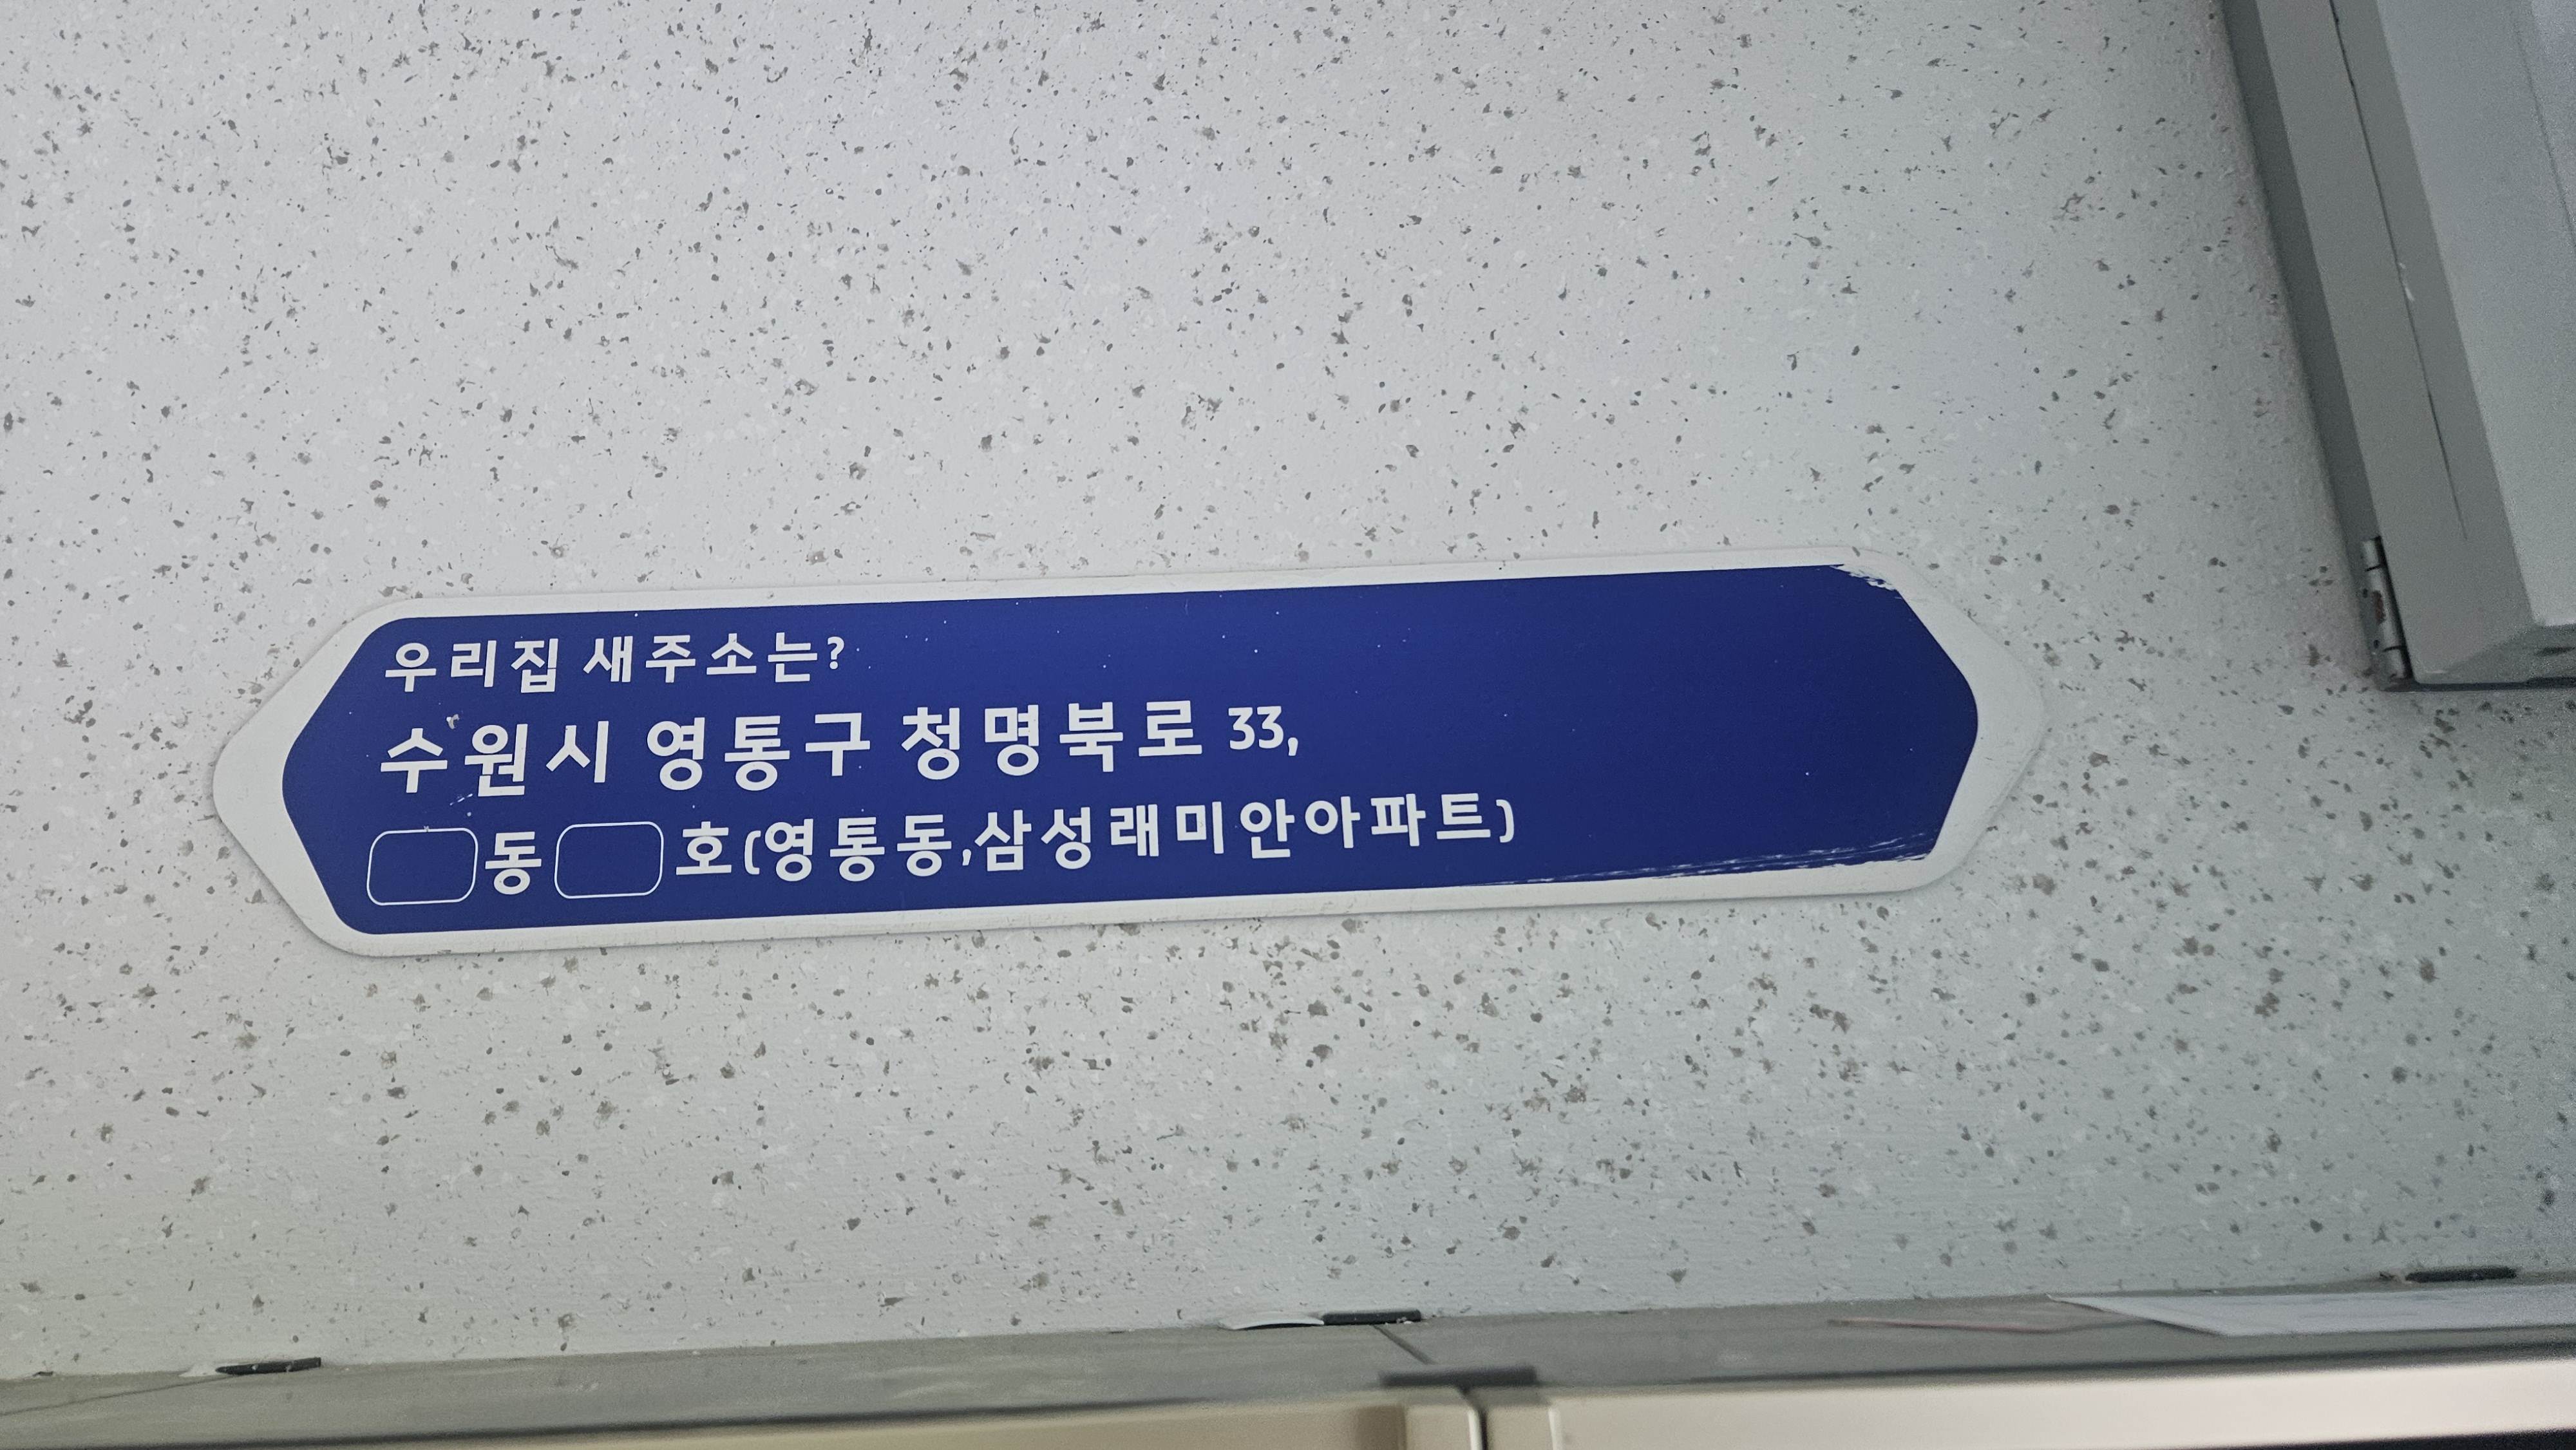 우리집 새주소는?
수원시 영통구 청명북로 33,
동 호(영통동,삼성래미안아파트)